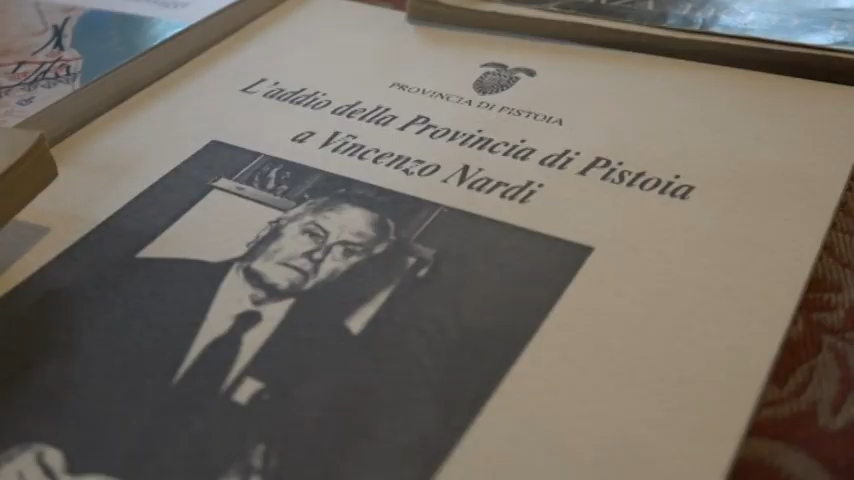 PROVINCIA DI PISTOIA
L'addio della Provincia di Pistoia
a Vincenzo Nardi